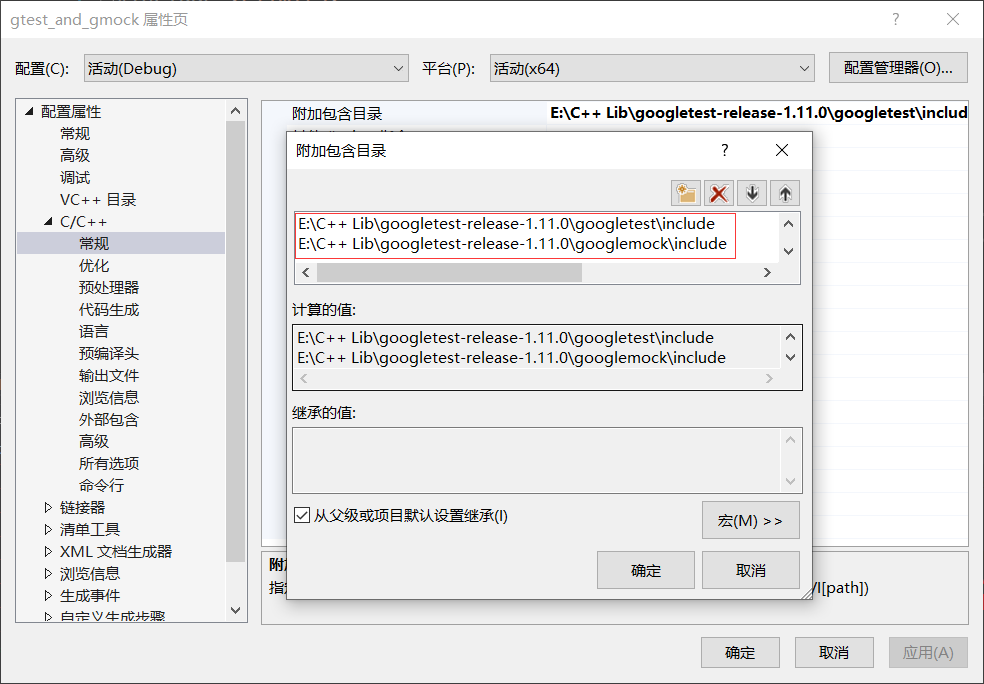 gtest_and_gmock 属性页
配置(C):
活动(Debug)
平台(P):
活动(x64)
配置管理器(O)...
配置属性
常规
高级
调试
VC++ 目录
C/C++
常规
优化
预处理器
代码生成
语言
预编译头
输出文件
浏览信息
外部包含
高级
所有选项
命令行
链接器
清单工具
XML 文档生成器
浏览信息
生成事件
自定义生成步骤
附加包含目录
E:\C++ Lib\googletest-release-1.11.0\googletest\includ
附加包含目录
E:\C++ Lib\googletest-release-1.11.0\googletest\include
E:\C++ Lib\googletest-release-1.11.0\googlemock\include
计算的值:
E:\C++ Lib\googletest-release-1.11.0\googletest\include
E:\C++ Lib\googletest-release-1.11.0\googlemock\include
继承的值:
从父级或项目默认设置继承(I)
宏(M) >>
确定
取消
/I[path])
确定
取消
应用(A)